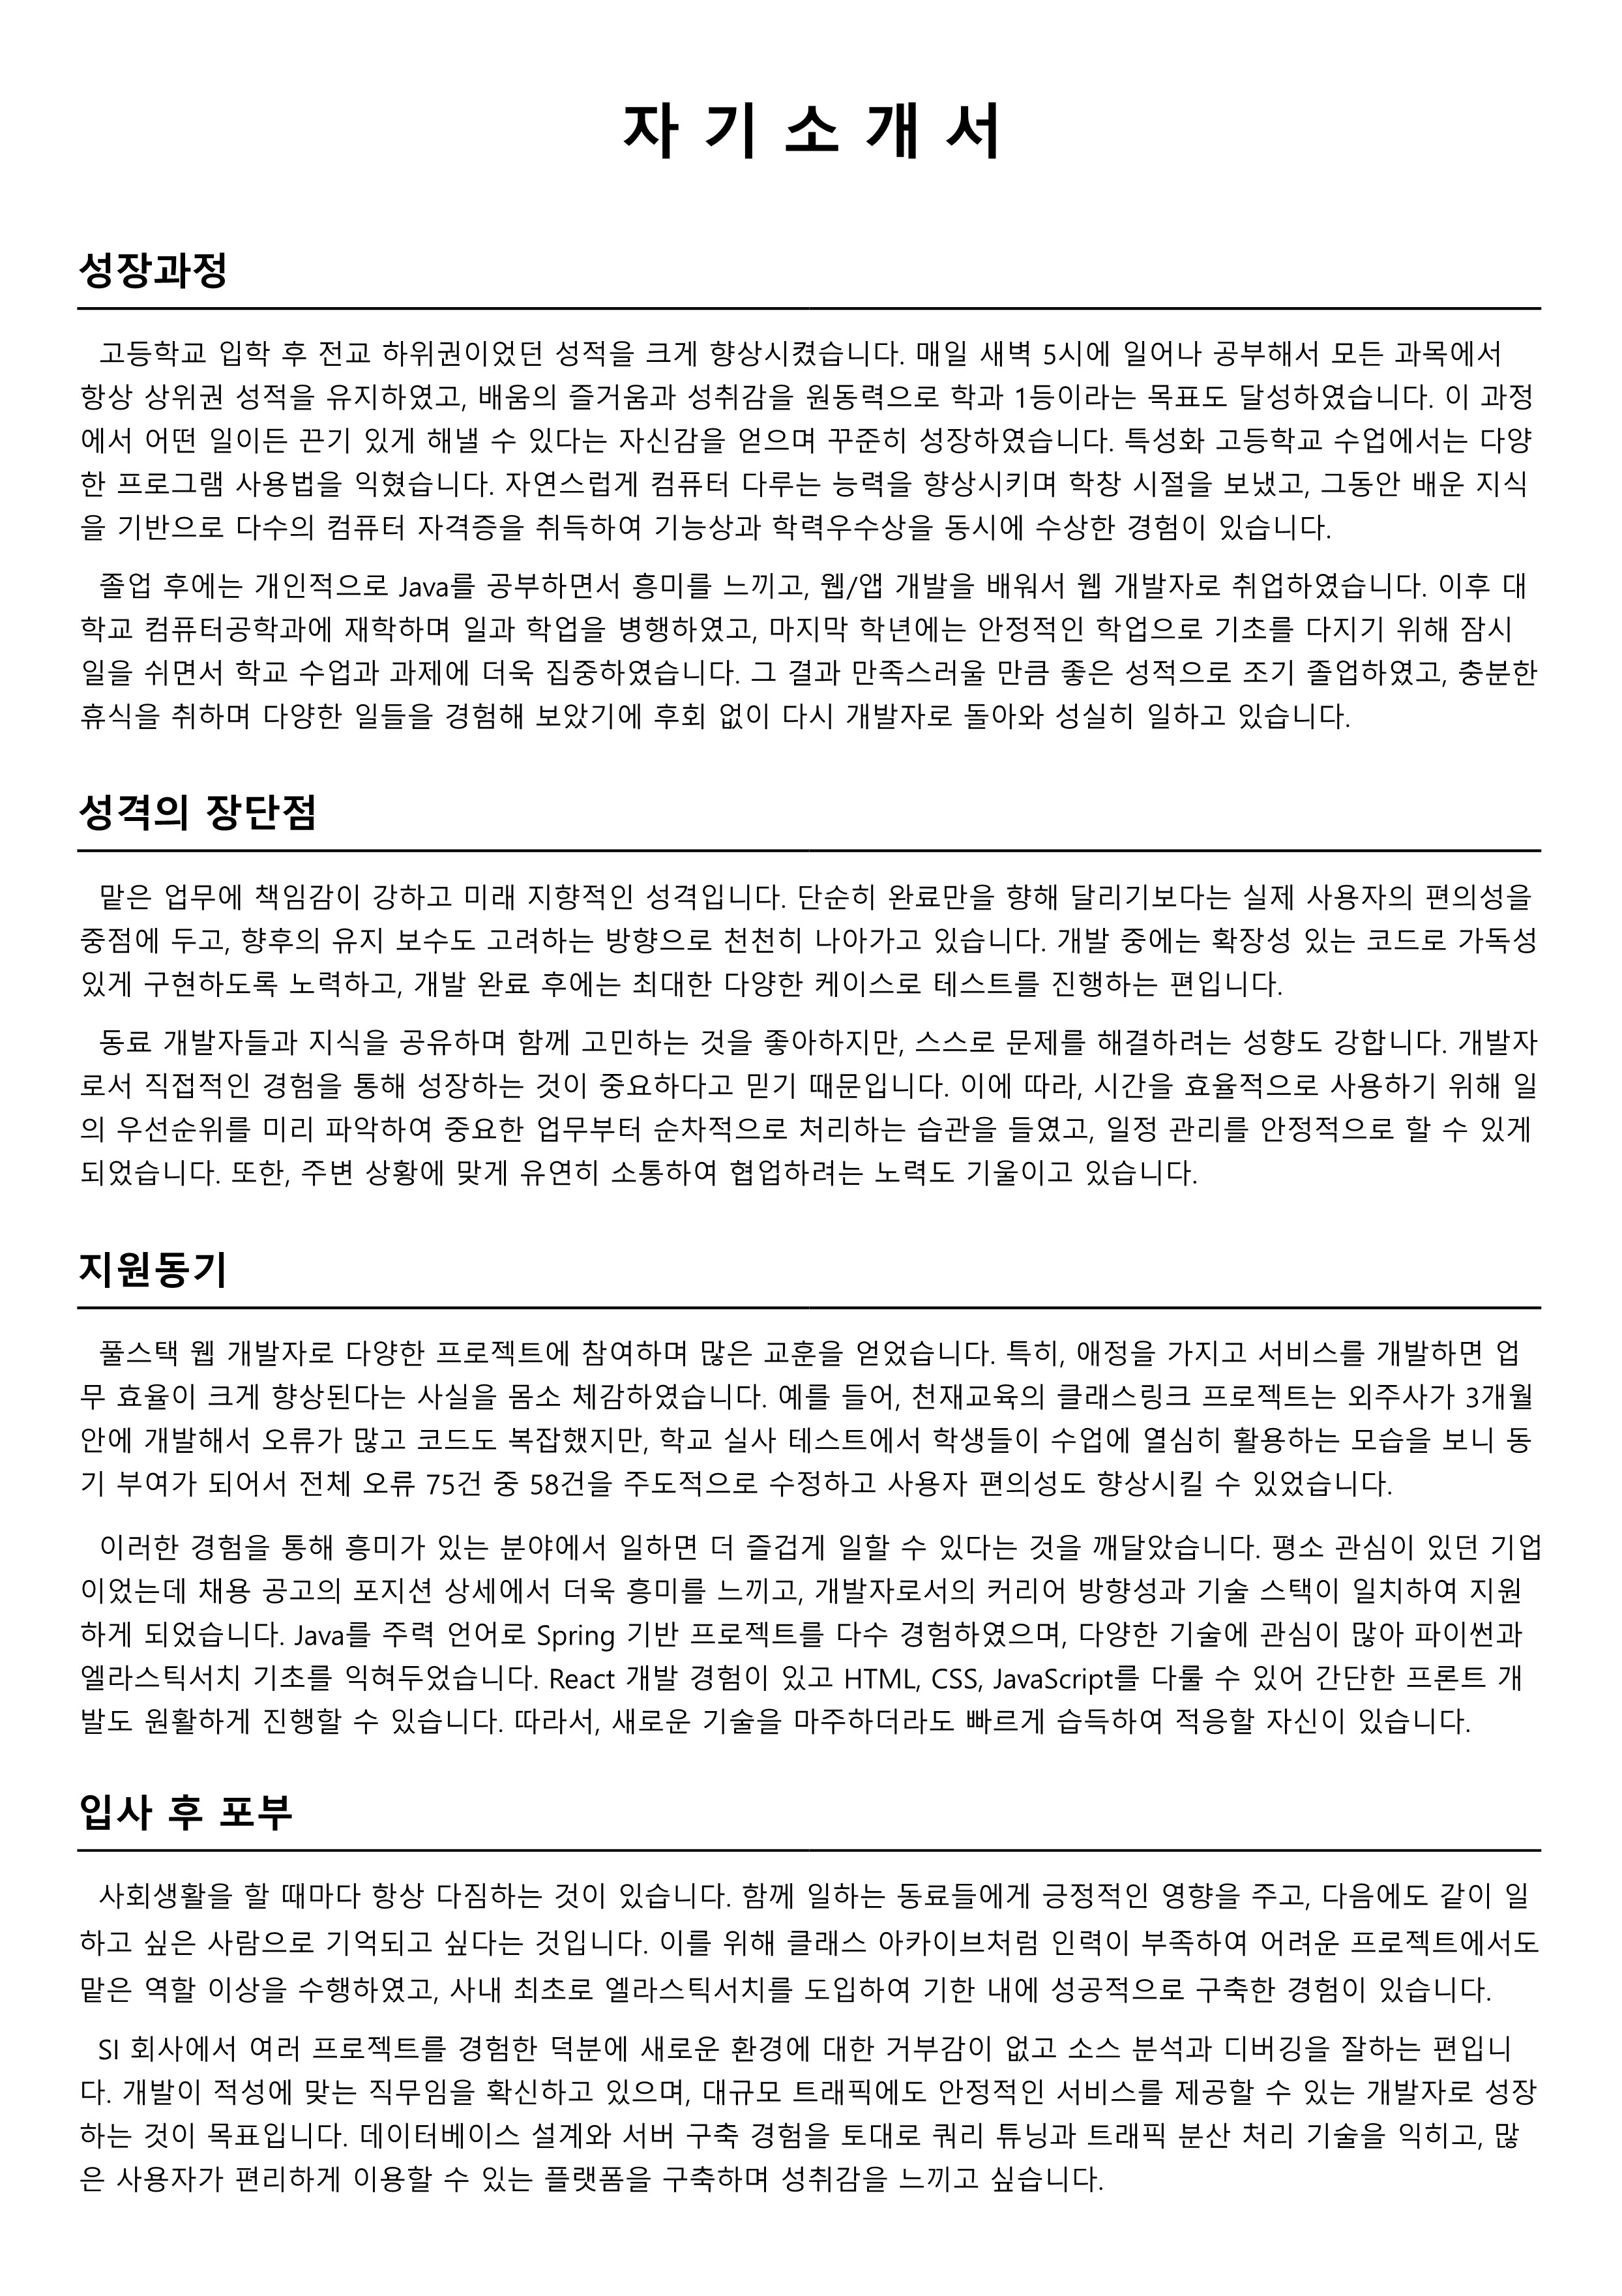 자 기 소 개 서
성장과정
고등학교 입학 후 전교 하위권이었던 성적을 크게 향상시켰습니다. 매일 새벽 5시에 일어나 공부해서 모든 과목에서
항상 상위권 성적을 유지하였고, 배움의 즐거움과 성취감을 원동력으로 학과 1등이라는 목표도 달성하였습니다. 이 과정
에서 어떤 일이든 끈기 있게 해낼 수 있다는 자신감을 얻으며 꾸준히 성장하였습니다. 특성화 고등학교 수업에서는 다양
한 프로그램 사용법을 익혔습니다. 자연스럽게 컴퓨터 다루는 능력을 향상시키며 학창 시절을 보냈고, 그동안 배운 지식
을 기반으로 다수의 컴퓨터 자격증을 취득하여 기능상과 학력우수상을 동시에 수상한 경험이 있습니다.
졸업 후에는 개인적으로 Java를 공부하면서 흥미를 느끼고, 웹/앱 개발을 배워서 웹 개발자로 취업하였습니다. 이후 대
학교 컴퓨터공학과에 재학하며 일과 학업을 병행하였고, 마지막 학년에는 안정적인 학업으로 기초를 다지기 위해 잠시
일을 쉬면서 학교 수업과 과제에 더욱 집중하였습니다. 그 결과 만족스러울 만큼 좋은 성적으로 조기 졸업하였고, 충분한
휴식을 취하며 다양한 일들을 경험해 보았기에 후회 없이 다시 개발자로 돌아와 성실히 일하고 있습니다.
성격의 장단점
맡은 업무에 책임감이 강하고 미래 지향적인 성격입니다. 단순히 완료만을 향해 달리기보다는 실제 사용자의 편의성을
중점에 두고, 향후의 유지 보수도 고려하는 방향으로 천천히 나아가고 있습니다. 개발 중에는 확장성 있는 코드로 가독성
있게 구현하도록 노력하고, 개발 완료 후에는 최대한 다양한 케이스로 테스트를 진행하는 편입니다.
동료 개발자들과 지식을 공유하며 함께 고민하는 것을 좋아하지만, 스스로 문제를 해결하려는 성향도 강합니다. 개발자
로서 직접적인 경험을 통해 성장하는 것이 중요하다고 믿기 때문입니다. 이에 따라, 시간을 효율적으로 사용하기 위해 일
의 우선순위를 미리 파악하여 중요한 업무부터 순차적으로 처리하는 습관을 들였고, 일정 관리를 안정적으로 할 수 있게
되었습니다. 또한, 주변 상황에 맞게 유연히 소통하여 협업하려는 노력도 기울이고 있습니다.
지원동기
풀스택 웹 개발자로 다양한 프로젝트에 참여하며 많은 교훈을 얻었습니다. 특히, 애정을 가지고 서비스를 개발하면 업
무 효율이 크게 향상된다는 사실을 몸소 체감하였습니다. 예를 들어, 천재교육의 클래스링크 프로젝트는 외주사가 3개월
안에 개발해서 오류가 많고 코드도 복잡했지만, 학교 실사 테스트에서 학생들이 수업에 열심히 활용하는 모습을 보니 동
기 부여가 되어서 전체 오류 75건 중 58건을 주도적으로 수정하고 사용자 편의성도 향상시킬 수 있었습니다.
이러한 경험을 통해 흥미가 있는 분야에서 일하면 더 즐겁게 일할 수 있다는 것을 깨달았습니다. 평소 관심이 있던 기업
이었는데 채용 공고의 포지션 상세에서 더욱 흥미를 느끼고, 개발자로서의 커리어 방향성과 기술 스택이 일치하여 지원
하게 되었습니다. Java를 주력 언어로 Spring 기반 프로젝트를 다수 경험하였으며, 다양한 기술에 관심이 많아 파이썬과
엘라스틱서치 기초를 익혀두었습니다. React 개발 경험이 있고 HTML, CSS, JavaScript를 다룰 수 있어 간단한 프론트 개
발도 원활하게 진행할 수 있습니다. 따라서, 새로운 기술을 마주하더라도 빠르게 습득하여 적응할 자신이 있습니다.
입사 후 포부
사회생활을 할 때마다 항상 다짐하는 것이 있습니다. 함께 일하는 동료들에게 긍정적인 영향을 주고, 다음에도 같이 일
하고 싶은 사람으로 기억되고 싶다는 것입니다. 이를 위해 클래스 아카이브처럼 인력이 부족하여 어려운 프로젝트에서도
맡은 역할 이상을 수행하였고, 사내 최초로 엘라스틱서치를 도입하여 기한 내에 성공적으로 구축한 경험이 있습니다.
SI 회사에서 여러 프로젝트를 경험한 덕분에 새로운 환경에 대한 거부감이 없고 소스 분석과 디버깅을 잘하는 편입니
다. 개발이 적성에 맞는 직무임을 확신하고 있으며, 대규모 트래픽에도 안정적인 서비스를 제공할 수 있는 개발자로 성장
하는 것이 목표입니다. 데이터베이스 설계와 서버 구축 경험을 토대로 쿼리 튜닝과 트래픽 분산 처리 기술을 익히고, 많
은 사용자가 편리하게 이용할 수 있는 플랫폼을 구축하며 성취감을 느끼고 싶습니다.